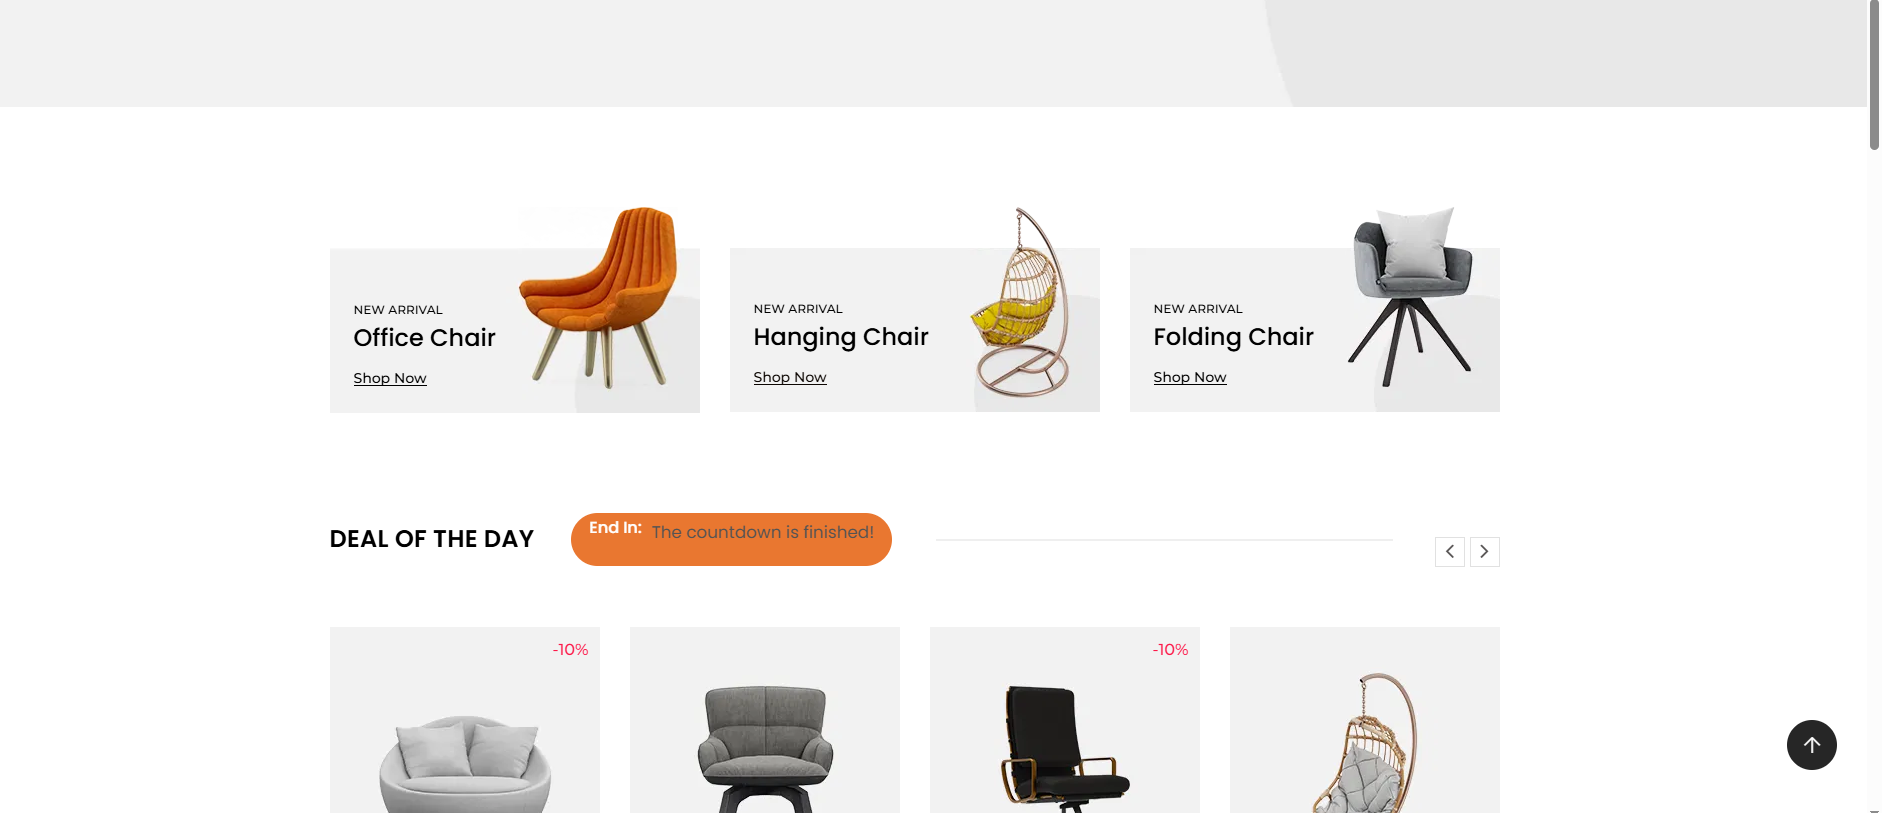 NEW ARRIVAL
Office Chair
Shop Now
NEW ARRIVAL
Hanging Chair
Shop Now
NEW ARRIVAL
Folding Chair
Shop Now
DEAL OF THE DAY
End In: The countdown is finished!
-10%
-10%